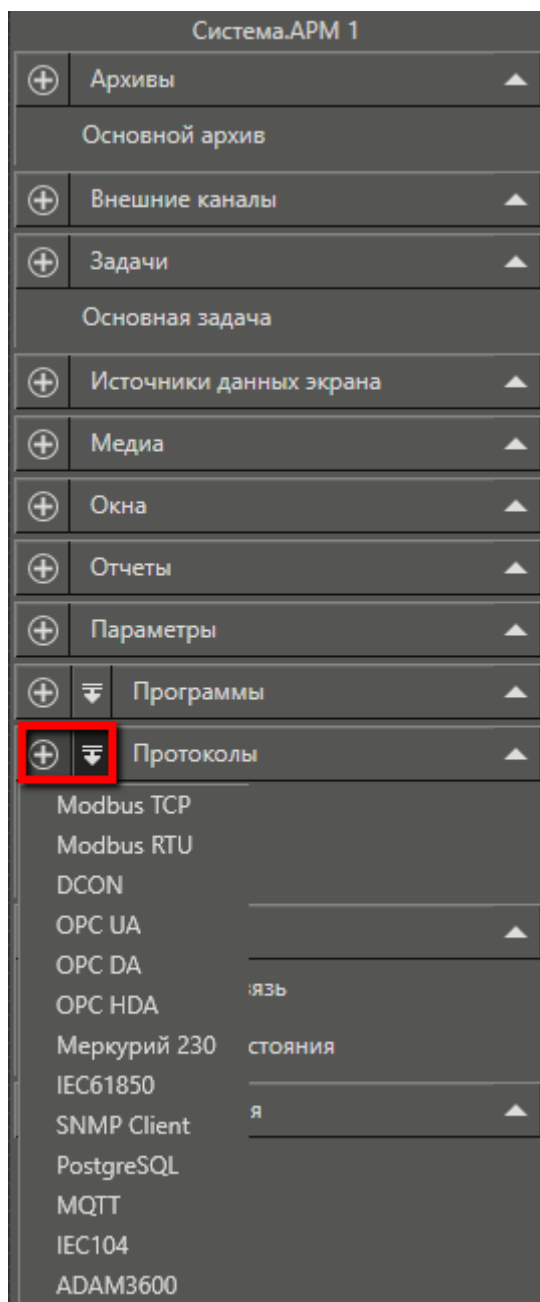 Система.АРМ 1
Архивы
Основной архив
Внешние каналы
Задачи
Основная задача
Источники данных экрана
Медиа
Окна
Отчеты
Параметры
Программы
Протоколы
Modbus TCP
Modbus RTU
DCON
OPC UA
OPC DA
OPC HDA
Меркурий 230
IEC61850
SNMP Client
PostgreSQL
MQTT
IEC104
ADAM3600